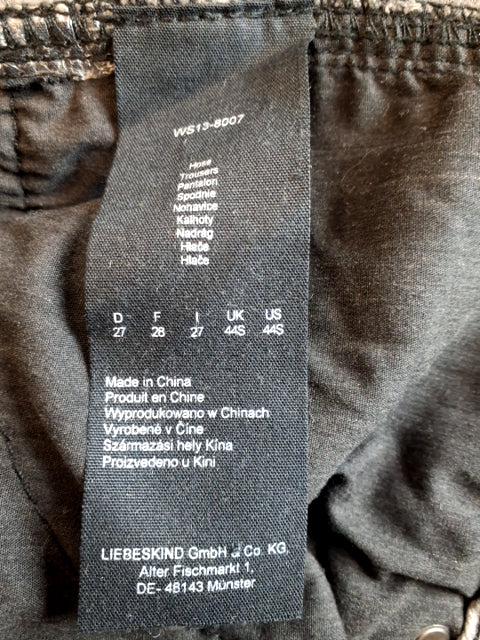 WS13-8007
Hose
Trousers
Pantalon
Spodnie
Nohavice
Kalhoty
Nadrág
Hlače
Hlače
D F I UK US
27 28 27 44S 44S
Made in China
Produit en Chine
Wyprodukowano w Chinach
Vyrobené v Číne
Származási hely Kína
Proizvedeno u Kini
LIEBESKIND GmbH & Co. KG,
Alter Fischmarkt 1,
DE- 48143 Münster